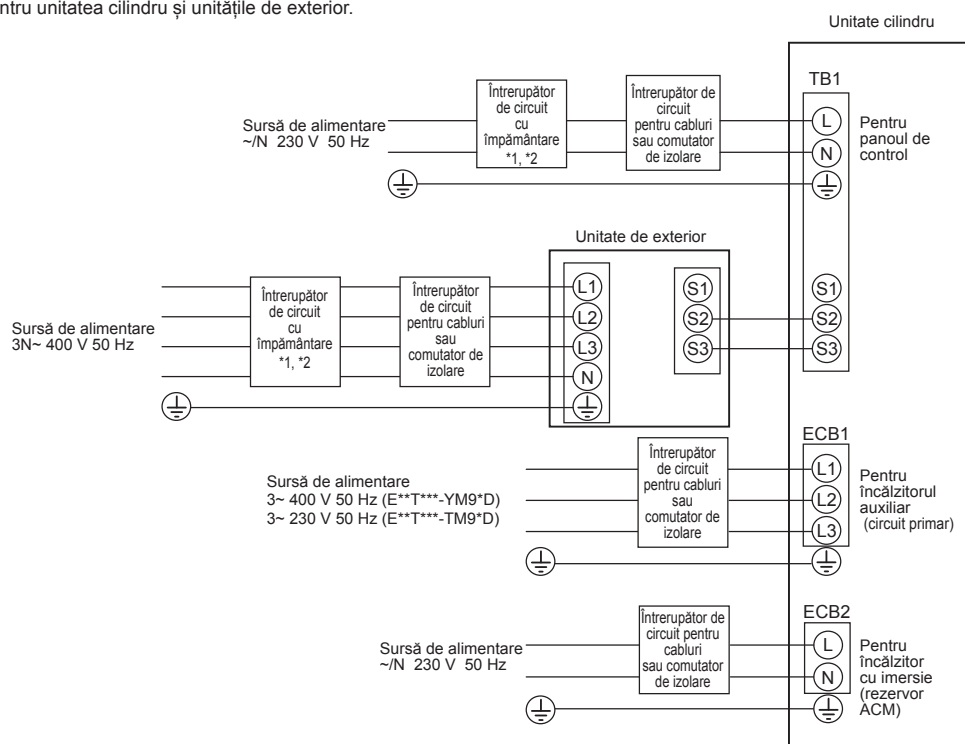 ntru unitatea cilindru și unitățile de exterior.
Unitate cilindru
TB1
Întrerupător
de circuit
cu
împământare
*1, *2
Întrerupător de
circuit
pentru cabluri
sau comutator
de izolare
Sursă de alimentare
~/N 230 V 50 Hz
L
N
Pentru
panoul de
control
Unitate de exterior
Sursă de alimentare
3N~ 400 V 50 Hz
Întrerupător
de circuit
cu
împământare
*1, *2
Întrerupător
de circuit
pentru cabluri
sau
comutator de
izolare
L1
L2
L3
N
S1
S2
S3
S1
S2
S3
ECB1
Sursă de alimentare
3~ 400 V 50 Hz (E**T***-YM9*D)
3~ 230 V 50 Hz (E**T***-TM9*D)
Întrerupător
de circuit
pentru cabluri
sau
comutator de
izolare
L1
L2
L3
Pentru
încălzitorul
auxiliar
(circuit primar)
ECB2
Sursă de alimentare
~/N 230 V 50 Hz
Întrerupător de
circuit pentru
cabluri
sau comutator
de izolare
L
N
Pentru
încălzitor
cu imersie
(rezervor
ACM)